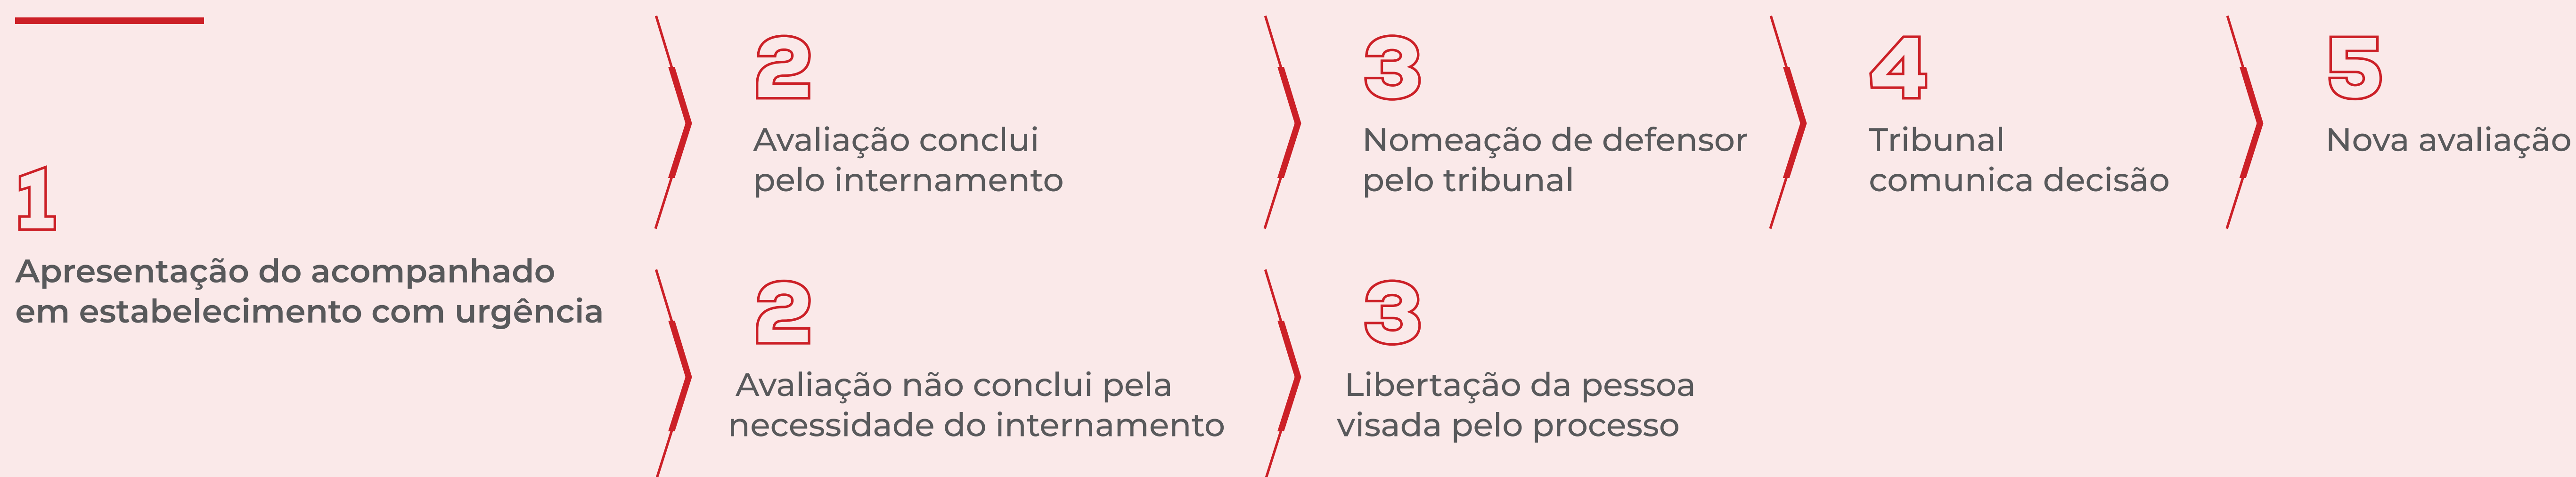 1
Apresentação do acompanhado
em estabelecimento com urgência
2
Avaliação conclui
pelo internamento
3
Nomeação de defensor
pelo tribunal
4
Tribunal
comunica decisão
5
Nova avaliação
2
Avaliação não conclui pela
necessidade do internamento
3
Libertação da pessoa
visada pelo processo